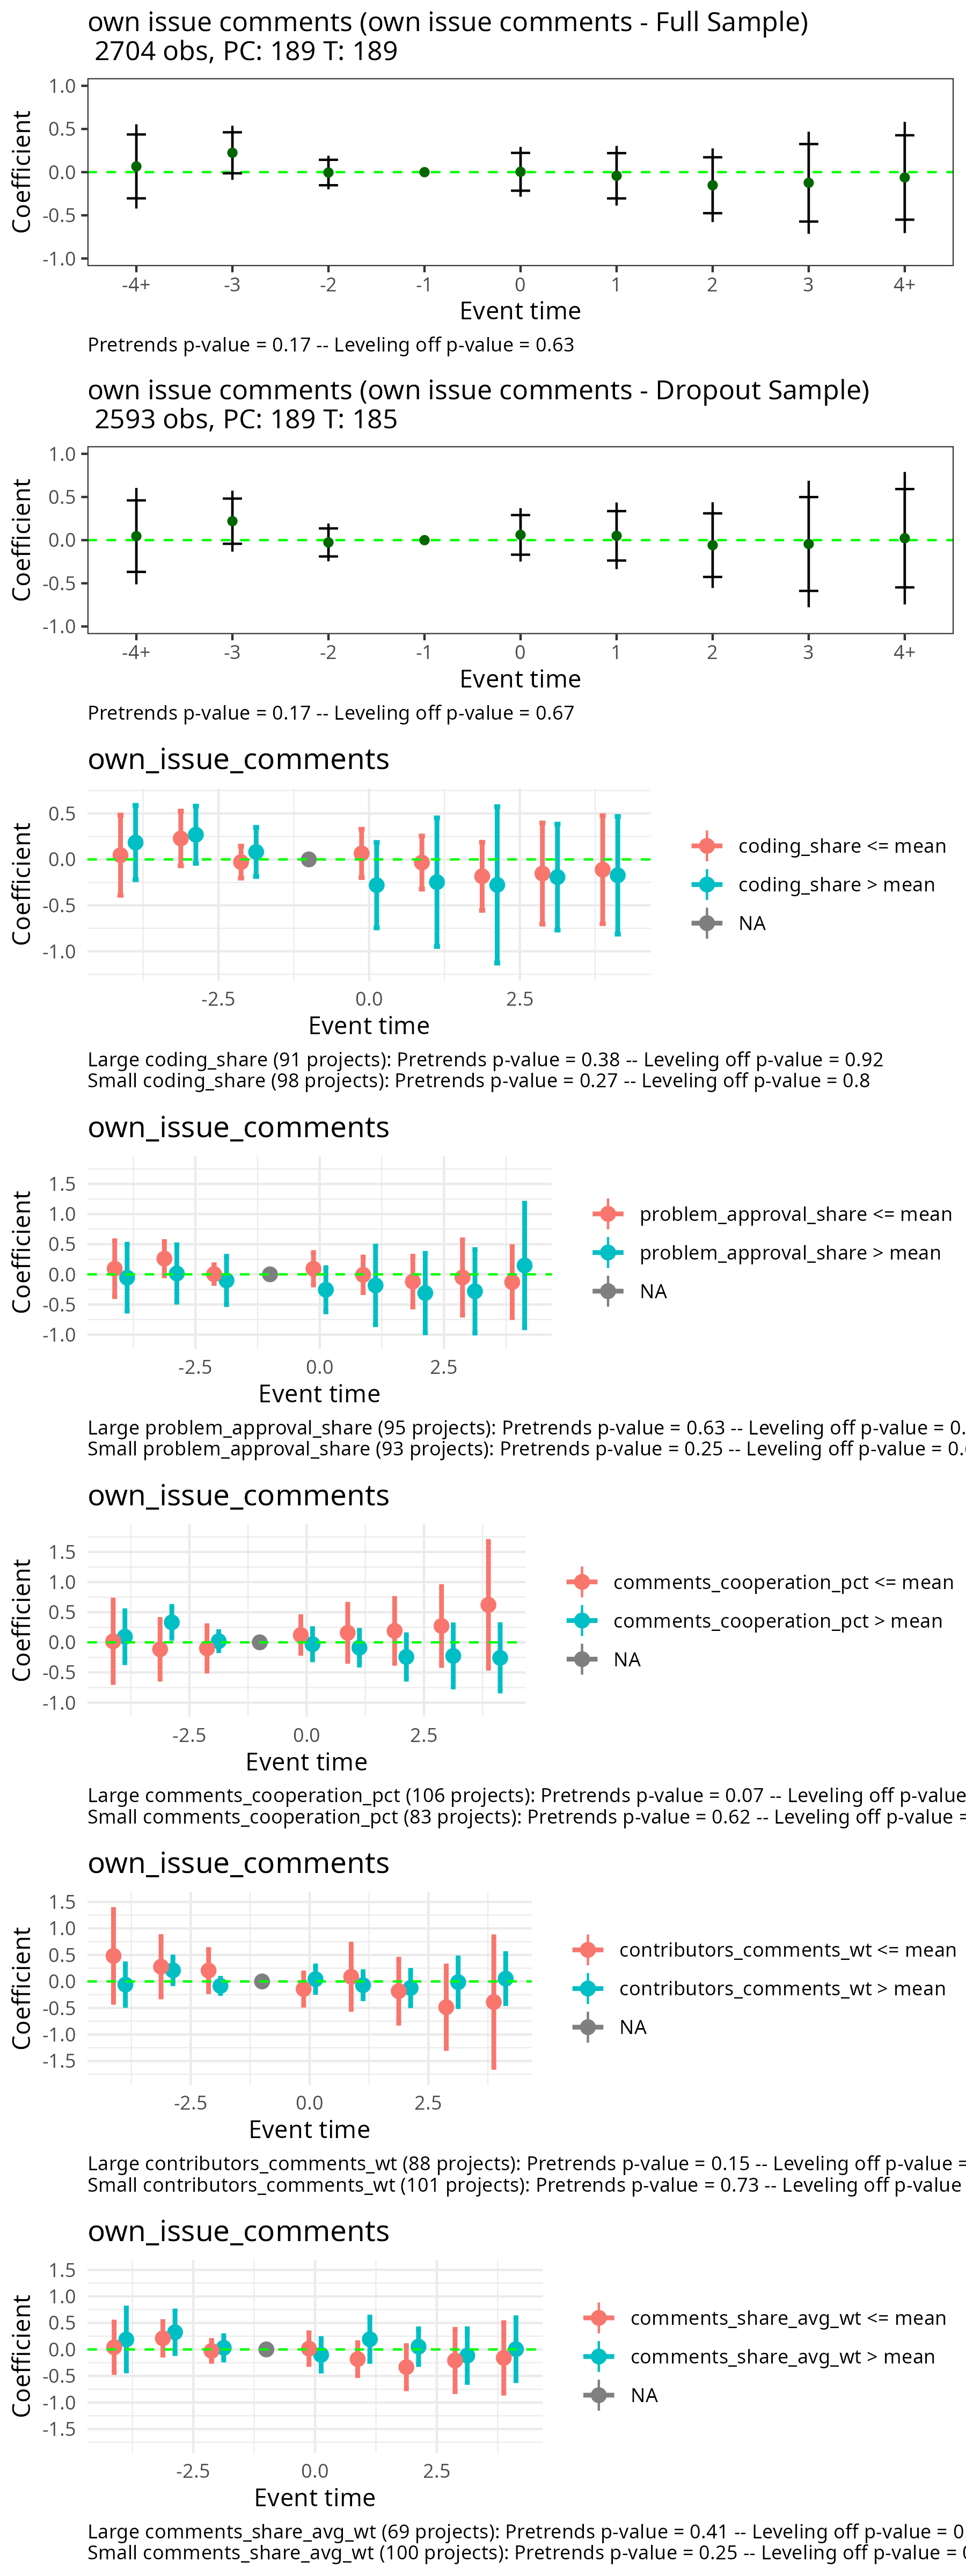 own issue comments (own issue comments - Full Sample)
2704 obs, PC: 189 T: 189
1.0
0.5
0.0
-0.5
-1.0
Coefficient
-4+ -3 -2 -1 0 1 2 3 4+
Event time
Pretrends p-value = 0.17 -- Leveling off p-value = 0.63
own issue comments (own issue comments - Dropout Sample)
2593 obs, PC: 189 T: 185
1.0
0.5
0.0
-0.5
-1.0
Coefficient
-4+ -3 -2 -1 0 1 2 3 4+
Event time
Pretrends p-value = 0.17 -- Leveling off p-value = 0.67
own_issue_comments
0.5
0.0
-0.5
-1.0
Coefficient
-2.5 0.0 2.5
Event time
coding_share <= mean
coding_share > mean
NA
Large coding_share (91 projects): Pretrends p-value = 0.38 -- Leveling off p-value = 0.92
Small coding_share (98 projects): Pretrends p-value = 0.27 -- Leveling off p-value = 0.8
own_issue_comments
1.5
1.0
0.5
0.0
-0.5
-1.0
Coefficient
-2.5 0.0 2.5
Event time
problem_approval_share <= mean
problem_approval_share > mean
NA
Large problem_approval_share (95 projects): Pretrends p-value = 0.63 -- Leveling off p-value = 0.
Small problem_approval_share (93 projects): Pretrends p-value = 0.25 -- Leveling off p-value = 0.
own_issue_comments
1.5
1.0
0.5
0.0
-0.5
-1.0
Coefficient
-2.5 0.0 2.5
Event time
comments_cooperation_pct <= mean
comments_cooperation_pct > mean
NA
Large comments_cooperation_pct (106 projects): Pretrends p-value = 0.07 -- Leveling off p-value
Small comments_cooperation_pct (83 projects): Pretrends p-value = 0.62 -- Leveling off p-value =
own_issue_comments
1.5
1.0
0.5
0.0
-0.5
-1.0
-1.5
Coefficient
-2.5 0.0 2.5
Event time
contributors_comments_wt <= mean
contributors_comments_wt > mean
NA
Large contributors_comments_wt (88 projects): Pretrends p-value = 0.15 -- Leveling off p-value =
Small contributors_comments_wt (101 projects): Pretrends p-value = 0.73 -- Leveling off p-value
own_issue_comments
1.5
1.0
0.5
0.0
-0.5
-1.0
-1.5
Coefficient
-2.5 0.0 2.5
Event time
comments_share_avg_wt <= mean
comments_share_avg_wt > mean
NA
Large comments_share_avg_wt (69 projects): Pretrends p-value = 0.41 -- Leveling off p-value = 0
Small comments_share_avg_wt (100 projects): Pretrends p-value = 0.25 -- Leveling off p-value =